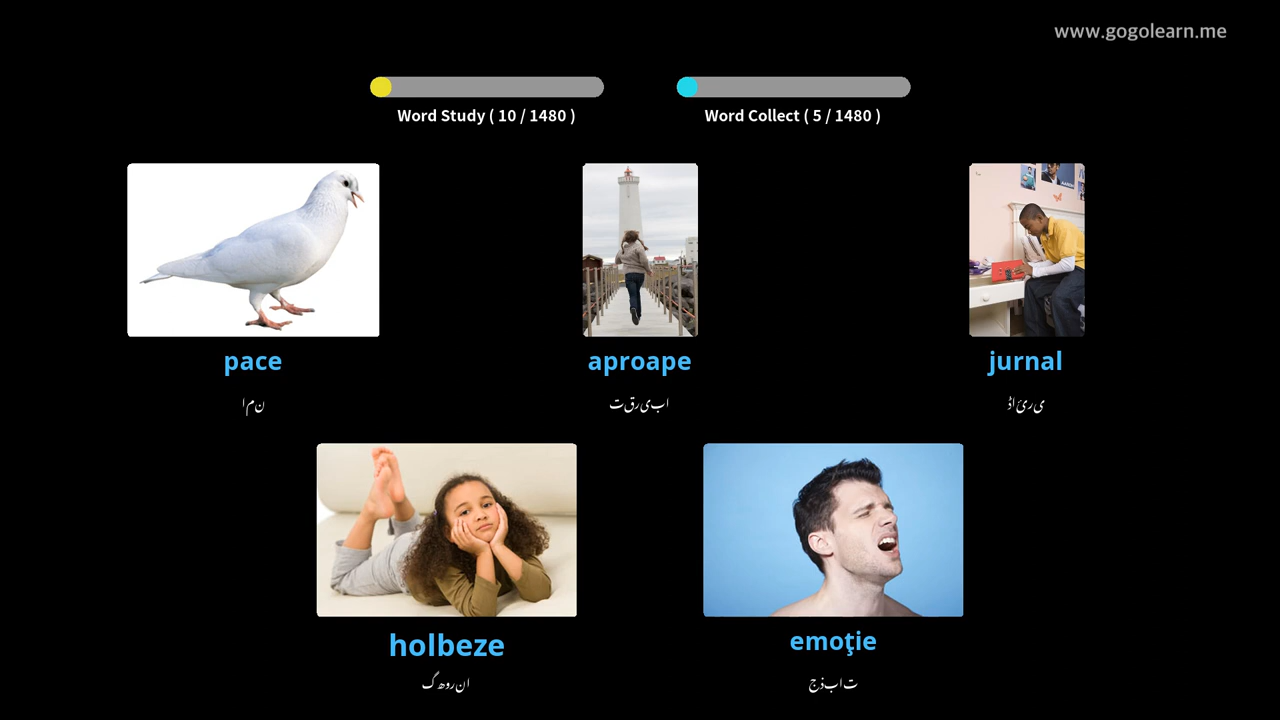 www.gogolearn.me
Word Study ( 10 / 1480 )
Word Collect ( 5 / 1480 )
pace
امن
aproape
تقریبا
jurnal
ڈائری
holbeze
گھورنا
emoţie
جذبات